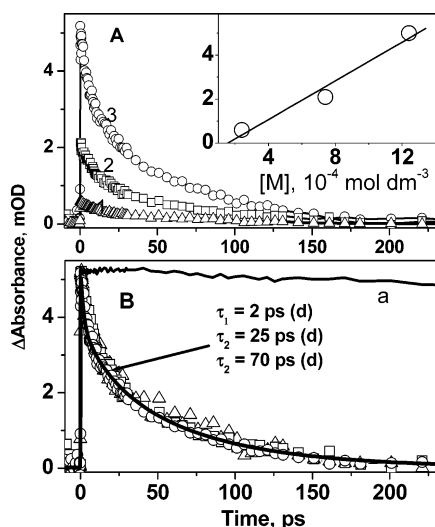 A
3
2
4
2
0
5
4
2
0
4
8
12
[M], 10⁻⁴ mol dm⁻³
0 50 100 150 200
ΔAbsorbance, mOD
B
a
τ₁ = 2 ps (d)
τ₂ = 25 ps (d)
τ₂ = 70 ps (d)
4
2
0
0 50 100 150 200
Time, ps